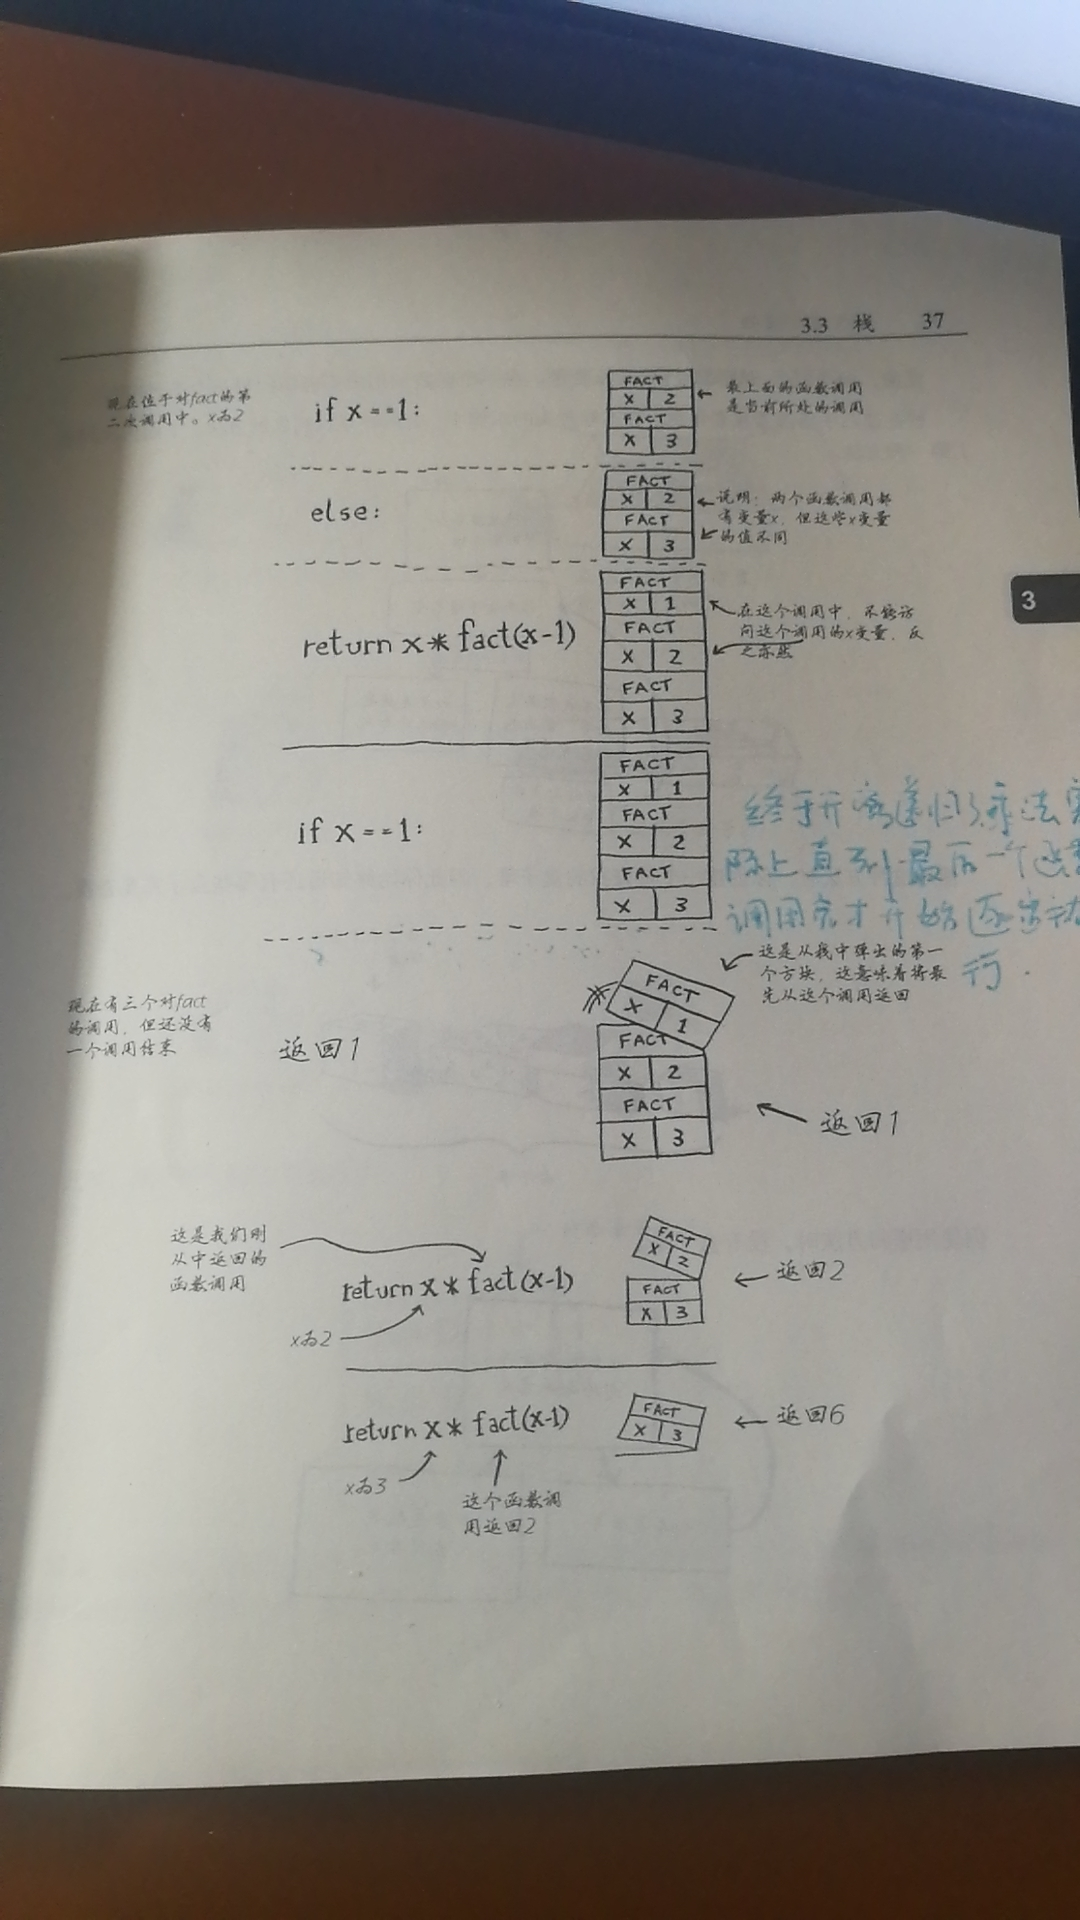 3.3 栈 37
现在位于对fact的第
二次调用中。x为2
if x==1:
FACT
X 2
FACT
X 3
最上面的函数调用
是当前所处的调用
else:
FACT
X 2
FACT
X 3
说明:两个函数调用都
有变量x,但这些x变量
的值不同
3
return x * fact(x-1)
FACT
X 1
FACT
X 2
FACT
X 3
在这个调用中,不能访
问这个调用的x变量,反
之亦然
if x==1:
FACT
X 1
FACT
X 2
FACT
X 3
终于开 递归 乘法 实
际上直到最后一个
调用完才开始逐步
行.
现在有三个对fact
的调用,但还没有
一个调用结束
返回1
FACT
X 1
FACT
X 2
FACT
X 3
这是从栈中弹出的第一
个方块,这意味着将最
先从这个调用返回
返回1
这是我们刚
从中返回的
函数调用
return x * fact(x-1)
x为2
FACT
X 2
FACT
X 3
返回2
return x * fact(x-1)
x为3
这个函数调
用返回2
FACT
X 3
返回6